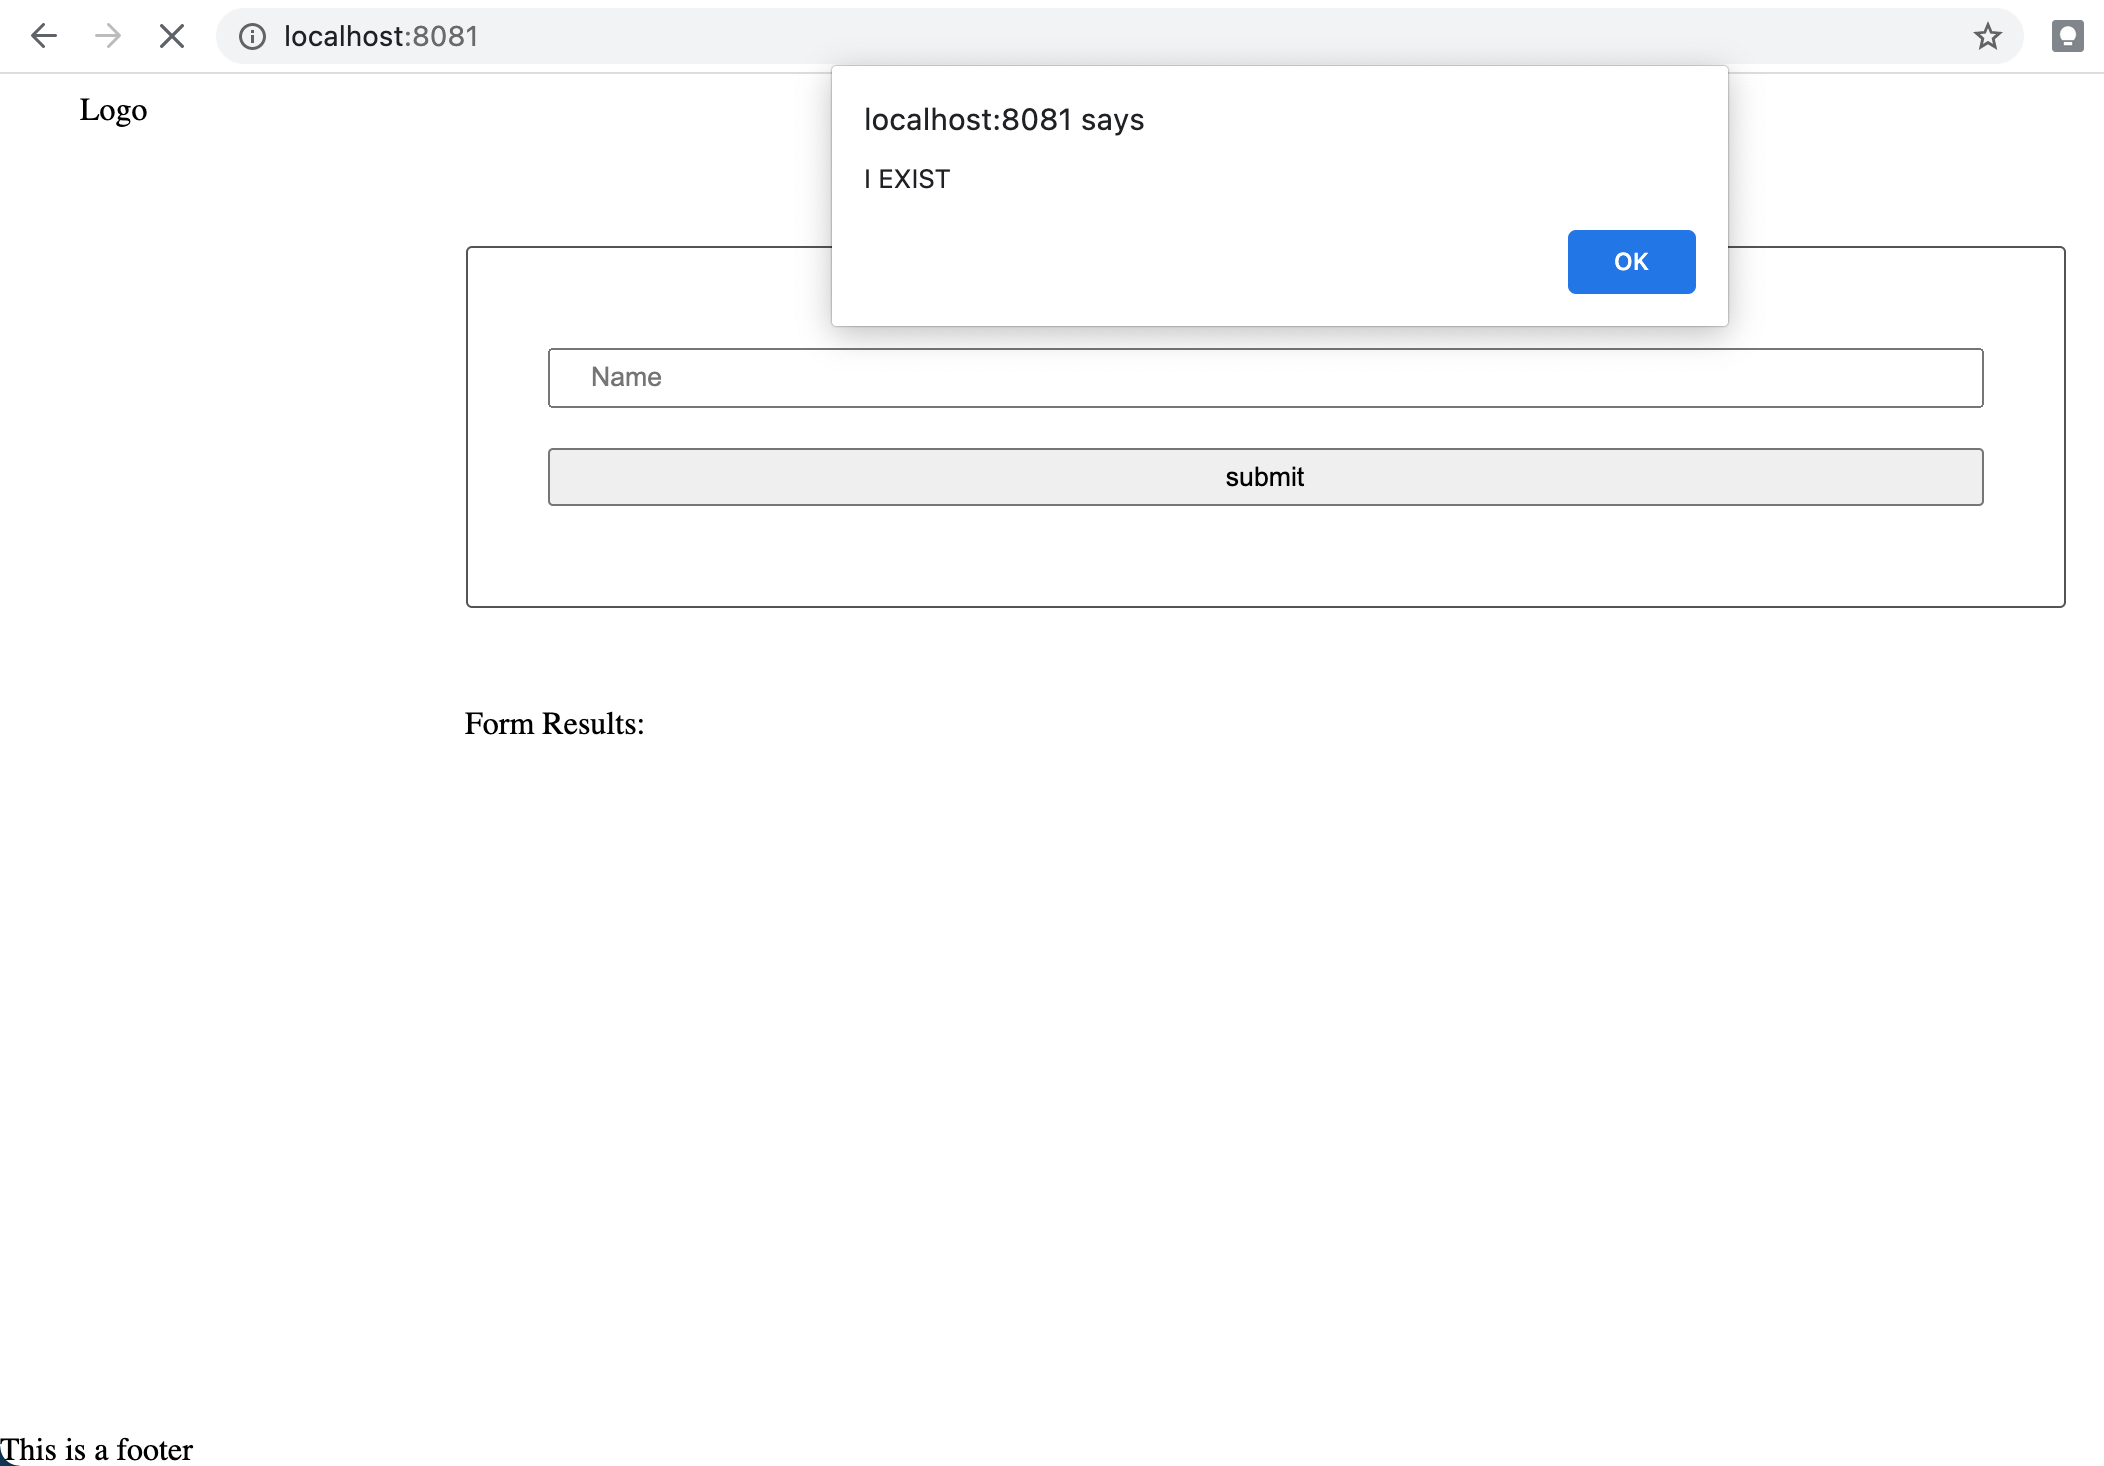 localhost:8081
Logo
localhost:8081 says
I EXIST
OK
Name
submit
Form Results:
This is a footer